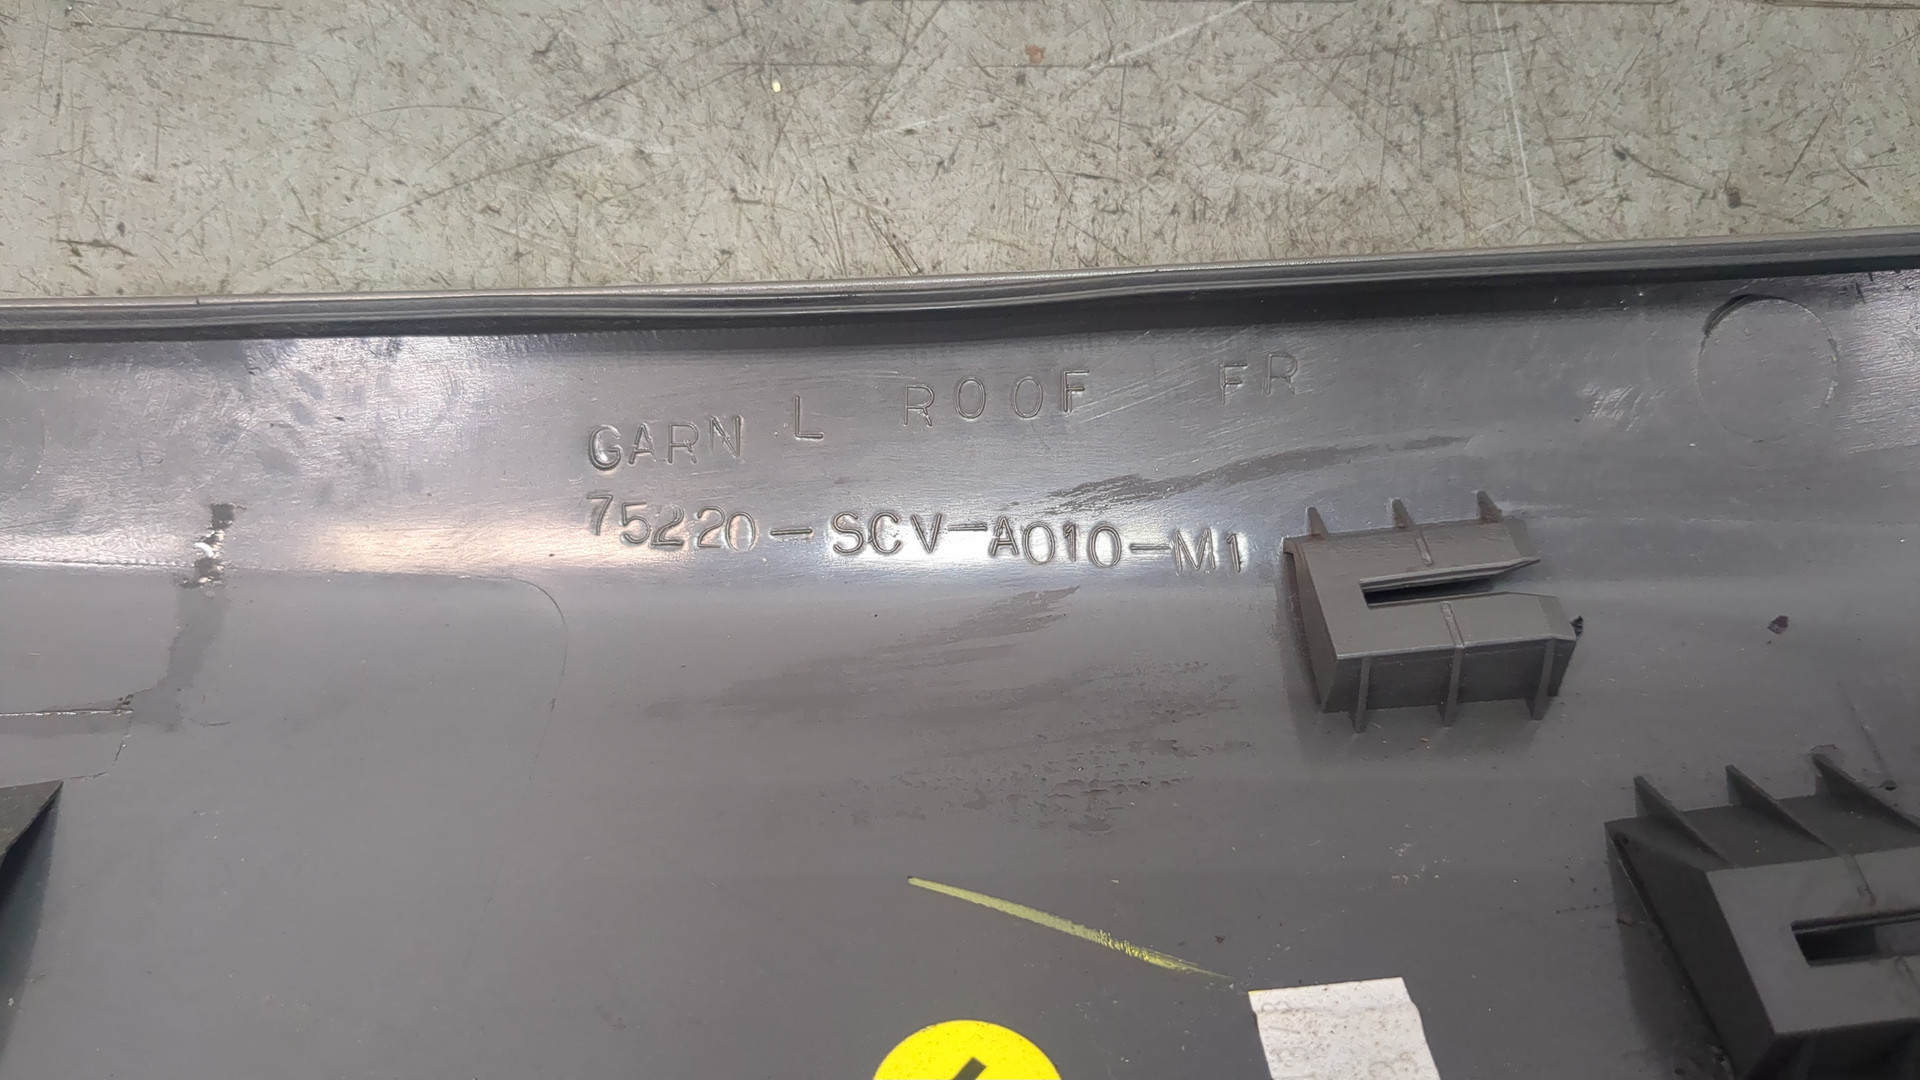 GARN L ROOF FR
75220-SCV-A010-M1